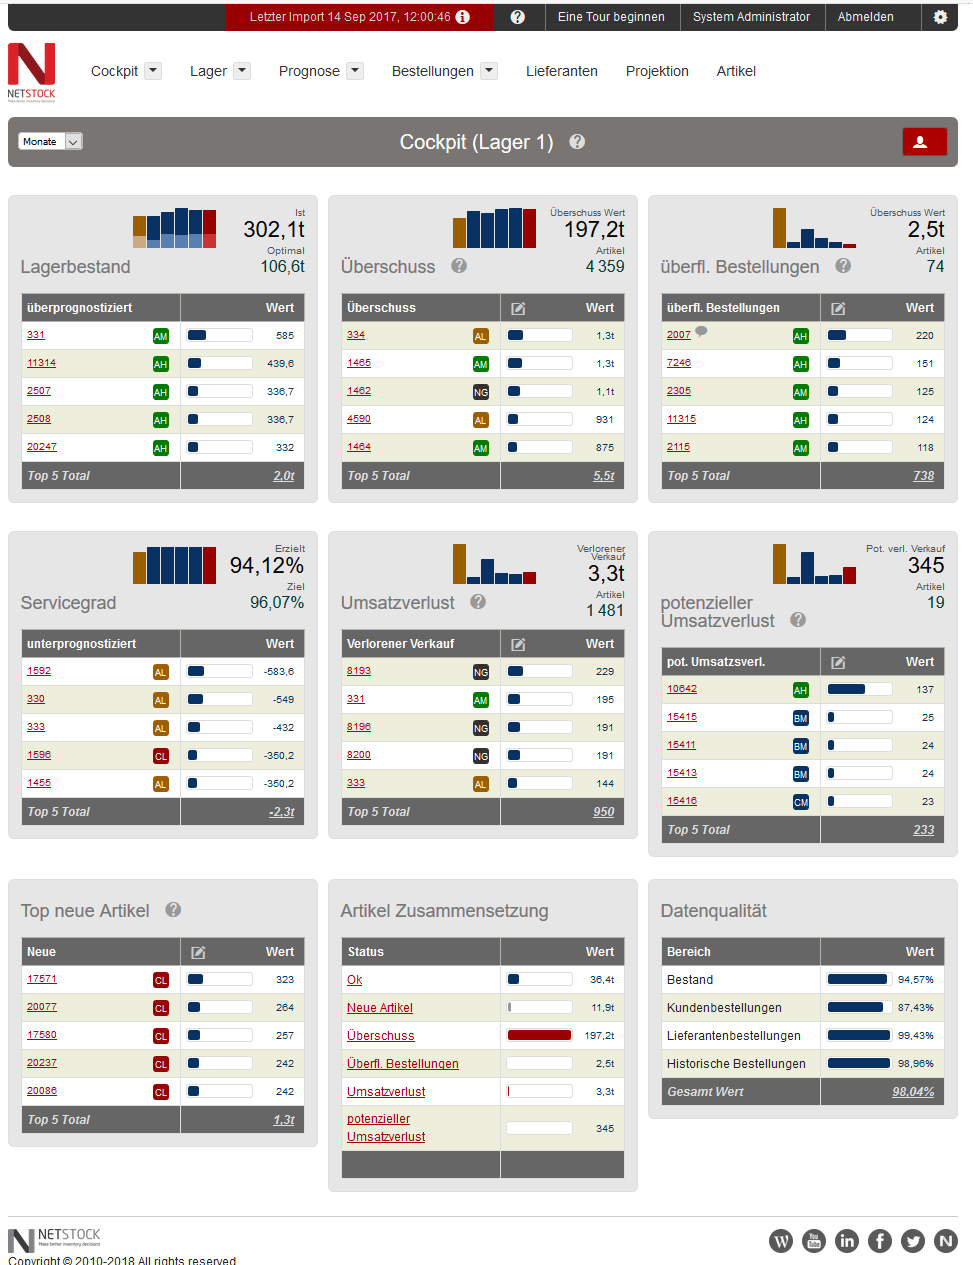 Letzter Import 14 Sep 2017, 12:00:46
Eine Tour beginnen
System Administrator
Abmelden
NETSTOCK
Make better inventory decisions
Cockpit
Lager
Prognose
Bestellungen
Lieferanten
Projektion
Artikel
Monate
Cockpit (Lager 1)
Ist
302,1t
Optimal
Lagerbestand 106,6t
überprognostiziert Wert
331 AM 585
11314 AH 439,6
2507 AH 336,7
2508 AH 336,7
20247 AH 332
Top 5 Total 2,0t
Überschuss Wert
197,2t
Artikel
Überschuss 4 359
Überschuss Wert
334 AL 1,3t
1465 AM 1,3t
1462 NG 1,1t
4590 AL 931
1464 AM 875
Top 5 Total 5,5t
Überschuss Wert
2,5t
Artikel
überfl. Bestellungen 74
überfl. Bestellungen Wert
2007 AH 220
7246 AH 151
2305 AM 125
11315 AH 124
2115 AM 118
Top 5 Total 738
Erzielt
94,12%
Ziel
Servicegrad 96,07%
unterprognostiziert Wert
1592 AL -583,6
330 AL -549
333 AL -432
1596 CL -350,2
1455 AL -350,2
Top 5 Total -2,3t
Verlorener
Verkauf
3,3t
Artikel
Umsatzverlust 1 481
Verlorener Verkauf Wert
8193 NG 229
331 AM 195
8196 NG 191
8200 NG 191
333 AL 144
Top 5 Total 950
Pot. verl. Verkauf
345
Artikel
potenzieller 19
Umsatzverlust
pot. Umsatzverl. Wert
10642 AH 137
15415 BM 25
15411 BM 24
15413 BM 24
15416 CM 23
Top 5 Total 233
Top neue Artikel
Neue Wert
17571 CL 323
20077 CL 264
17580 CL 257
20237 CL 242
20086 CL 242
Top 5 Total 1,3t
Artikel Zusammensetzung
Status Wert
Ok 36,4t
Neue Artikel 11,9t
Überschuss 197,2t
Überfl. Bestellungen 2,5t
Umsatzverlust 3,3t
potenzieller
Umsatzverlust 345
Datenqualität
Bereich Wert
Bestand 94,57%
Kundenbestellungen 87,43%
Lieferantenbestellungen 99,43%
Historische Bestellungen 98,96%
Gesamt Wert 98,04%
NETSTOCK
Make better inventory decisions
Copyright © 2010-2018 All rights reserved